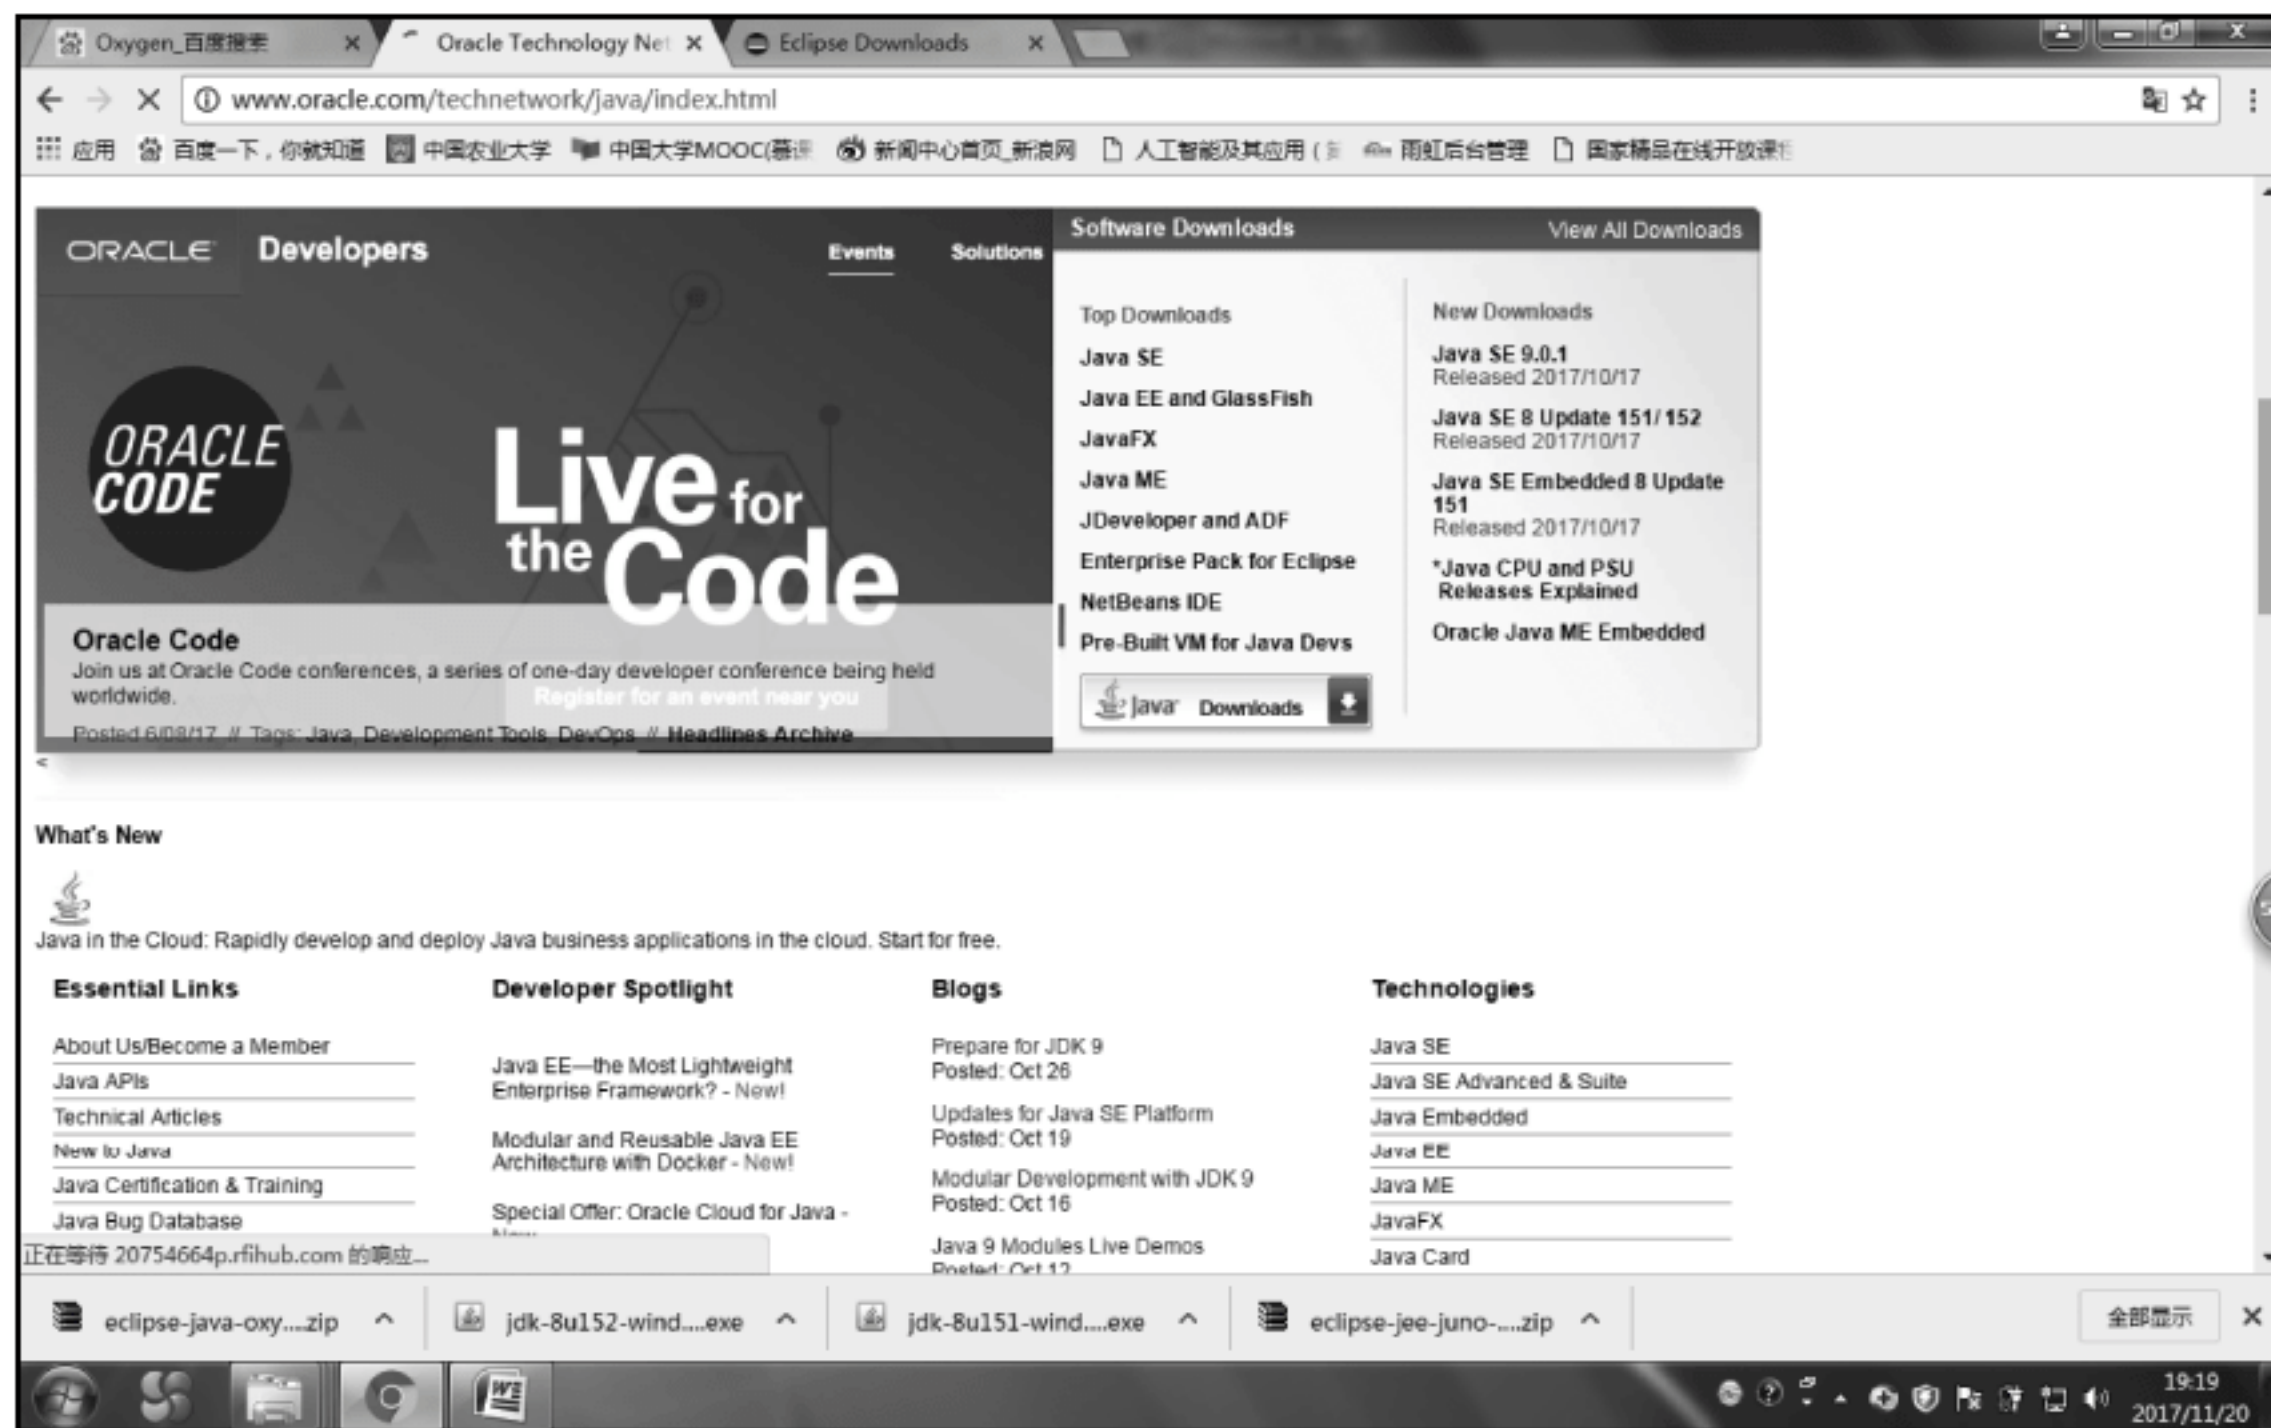 Oxygen_百度搜索
Oracle Technology Net
Eclipse Downloads
www.oracle.com/technetwork/java/index.html
应用 百度一下，你就知道 中国农业大学 中国大学MOOC(慕课 新闻中心首页_新浪网 人工智能及其应用 ( 雨虹后台管理 国家精品在线开放课程
ORACLE Developers Events Solutions
ORACLE
CODE
Live for
the Code
Oracle Code
Join us at Oracle Code conferences, a series of one-day developer conference being held
worldwide.
Register for an event near you
Posted 6/08/17 // Tags: Java, Development Tools, DevOps // Headlines Archive
<
Software Downloads View All Downloads
Top Downloads
Java SE
Java EE and GlassFish
JavaFX
Java ME
JDeveloper and ADF
Enterprise Pack for Eclipse
NetBeans IDE
Pre-Built VM for Java Devs
Java Downloads
New Downloads
Java SE 9.0.1
Released 2017/10/17
Java SE 8 Update 151/ 152
Released 2017/10/17
Java SE Embedded 8 Update
151
Released 2017/10/17
*Java CPU and PSU
Releases Explained
Oracle Java ME Embedded
What's New
Java in the Cloud: Rapidly develop and deploy Java business applications in the cloud. Start for free.
Essential Links
About Us/Become a Member
Java APIs
Technical Articles
New to Java
Java Certification & Training
Java Bug Database
Developer Spotlight
Java EE—the Most Lightweight
Enterprise Framework? - New!
Modular and Reusable Java EE
Architecture with Docker - New!
Special Offer: Oracle Cloud for Java -
Blogs
Prepare for JDK 9
Posted: Oct 26
Updates for Java SE Platform
Posted: Oct 19
Modular Development with JDK 9
Posted: Oct 16
Java 9 Modules Live Demos
Posted: Oct 12
Technologies
Java SE
Java SE Advanced & Suite
Java Embedded
Java EE
Java ME
JavaFX
Java Card
正在等待 20754664p.rfihub.com 的响应...
eclipse-java-oxy....zip
jdk-8u152-wind....exe
jdk-8u151-wind....exe
eclipse-jee-juno-....zip
全部显示
19:19
2017/11/20